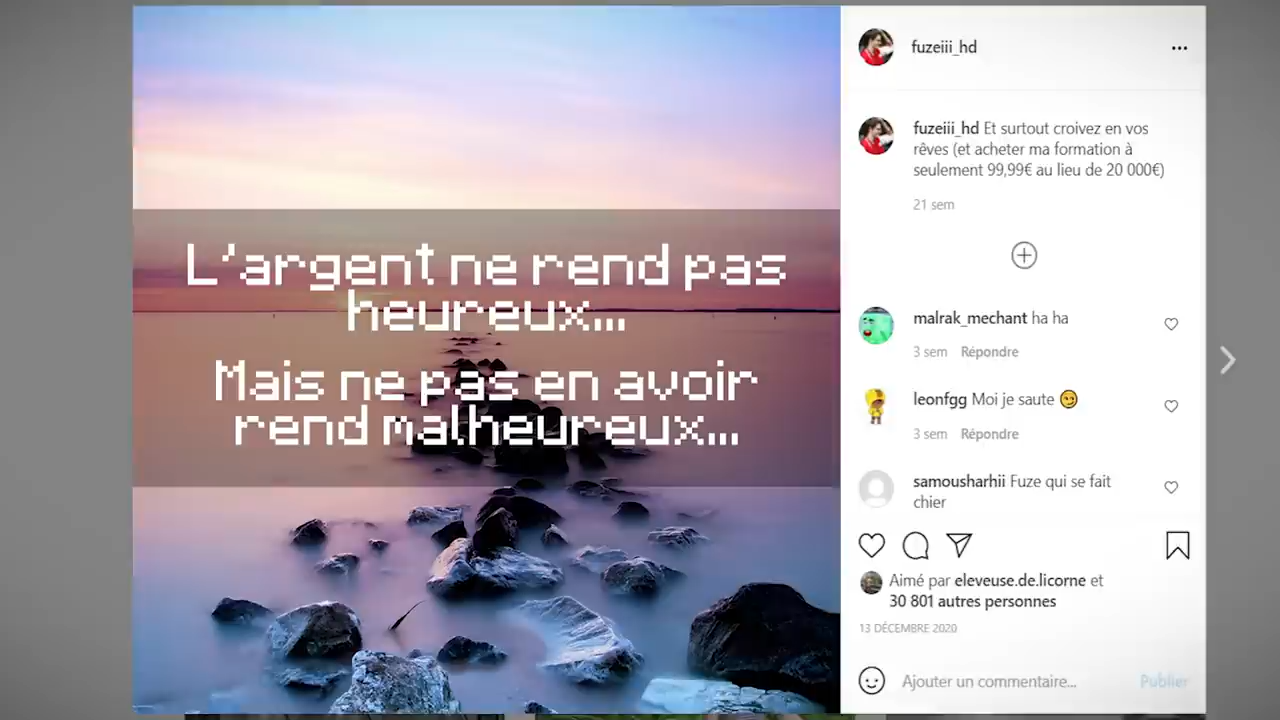 L'argent ne rend pas
heureux...
Mais ne pas en avoir
rend malheureux...
fuzeiii_hd
fuzeiii_hd Et surtout croivez en vos
rêves (et acheter ma formation à
seulement 99,99€ au lieu de 20 000€)
21 sem
malrak_mechant ha ha
3 sem Répondre
leonfgg Moi je saute 😏
3 sem Répondre
samousharhii Fuze qui se fait
chier
Aimé par eleveuse.de.licorne et
30 801 autres personnes
13 DÉCEMBRE 2020
Ajouter un commentaire...
Publier